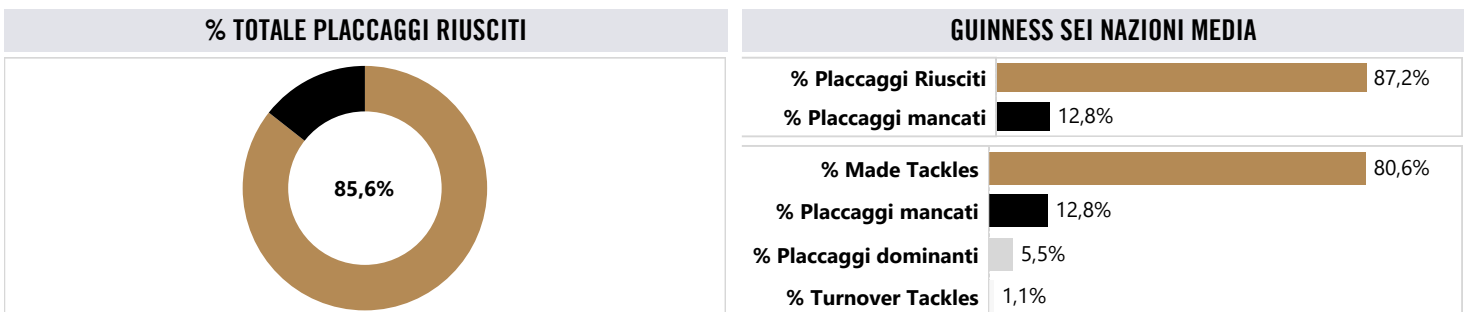 % TOTALE PLACCAGGI RIUSCITI
85,6%
GUINNESS SEI NAZIONI MEDIA
% Placcaggi Riusciti 87,2%
% Placcaggi mancati 12,8%
% Made Tackles 80,6%
% Placcaggi mancati 12,8%
% Placcaggi dominanti 5,5%
% Turnover Tackles 1,1%